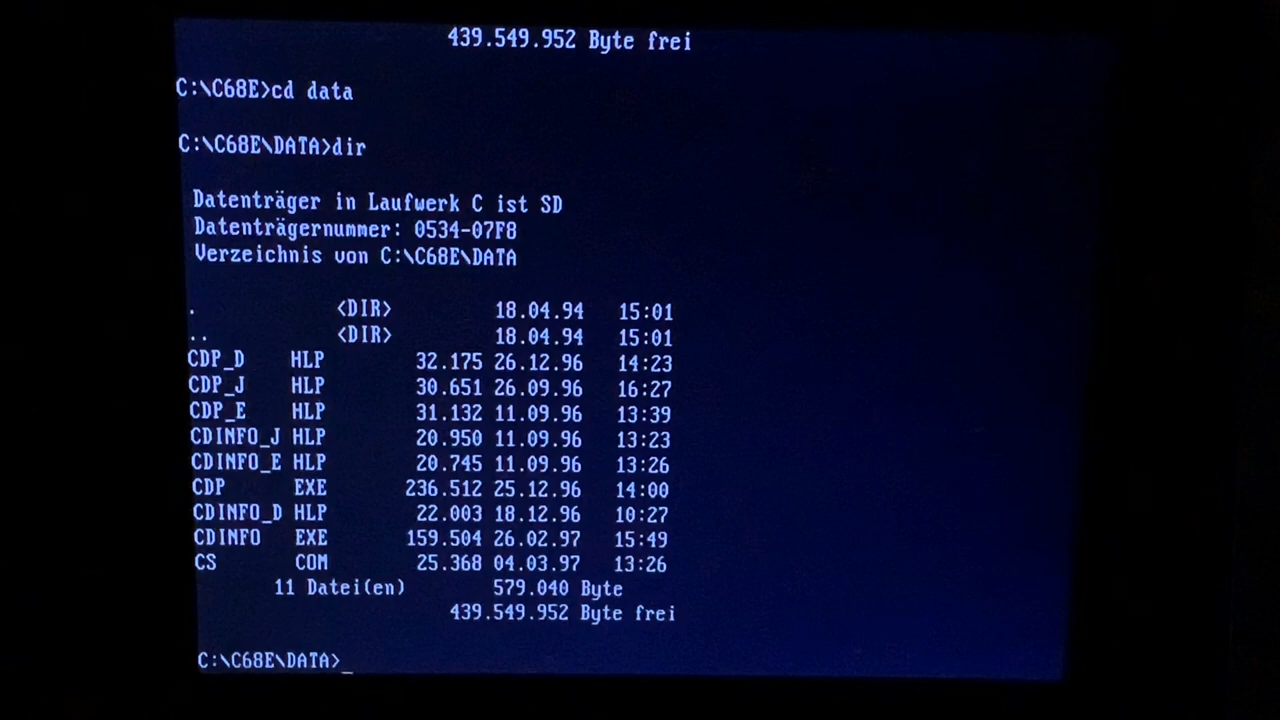 439.549.952 Byte frei
C:\C68E>cd data
C:\C68E\DATA>dir
Datenträger in Laufwerk C ist SD
Datenträgernummer: 0534-07F8
Verzeichnis von C:\C68E\DATA
. <DIR> 18.04.94 15:01
.. <DIR> 18.04.94 15:01
CDP_D HLP 32.175 26.12.96 14:23
CDP_J HLP 30.651 26.09.96 16:27
CDP_E HLP 31.132 11.09.96 13:39
CDINFO_J HLP 20.950 11.09.96 13:23
CDINFO_E HLP 20.745 11.09.96 13:26
CDP EXE 236.512 25.12.96 14:00
CDINFO_D HLP 22.003 18.12.96 10:27
CDINFO EXE 159.504 26.02.97 15:49
CS COM 25.368 04.03.97 13:26
11 Datei(en) 579.040 Byte
439.549.952 Byte frei
C:\C68E\DATA>_